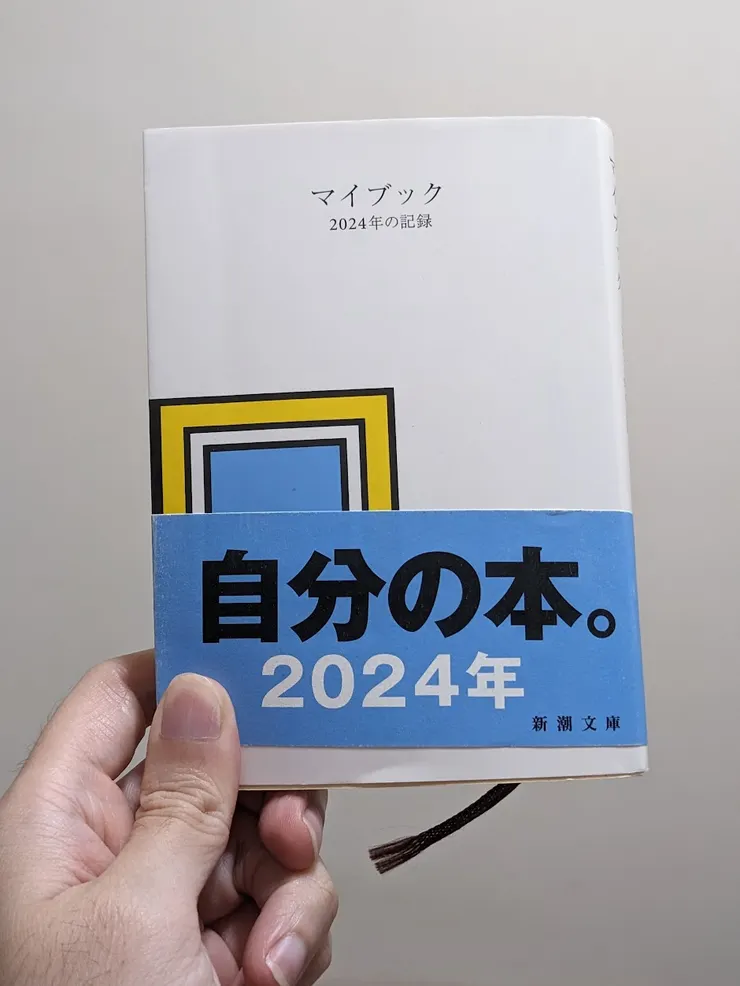 マイブック
2024年の記録
自分の本。
2024年
新潮文庫